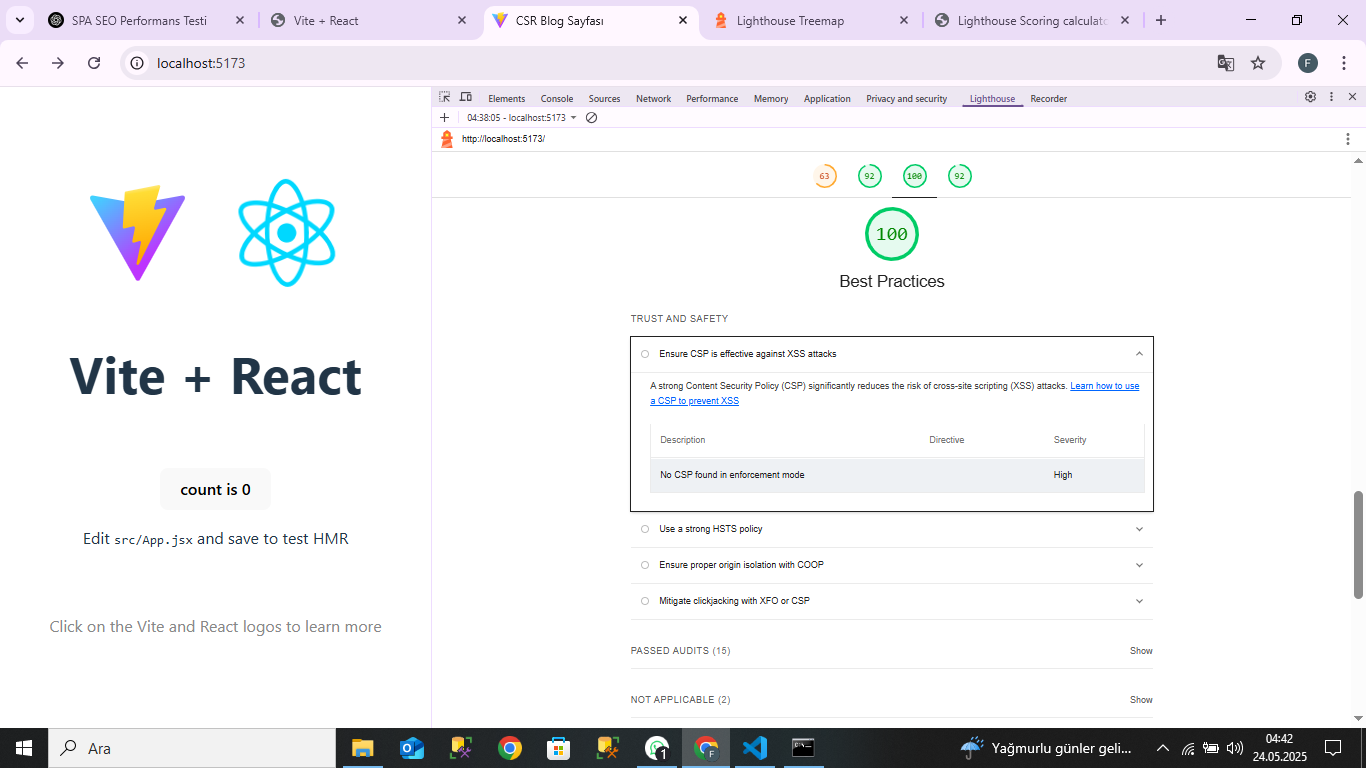 SPA SEO Performans Testi
Vite + React
CSR Blog Sayfası
Lighthouse Treemap
Lighthouse Scoring calculato
localhost:5173
F
Elements Console Sources Network Performance Memory Application Privacy and security Lighthouse Recorder
04:38:05 - localhost:5173
http://localhost:5173/
63 92 100 92
100
Best Practices
TRUST AND SAFETY
Ensure CSP is effective against XSS attacks
A strong Content Security Policy (CSP) significantly reduces the risk of cross-site scripting (XSS) attacks. Learn how to use
a CSP to prevent XSS
Description Directive Severity
No CSP found in enforcement mode High
Use a strong HSTS policy
Ensure proper origin isolation with COOP
Mitigate clickjacking with XFO or CSP
PASSED AUDITS (15) Show
NOT APPLICABLE (2) Show
Vite + React
count is 0
Edit src/App.jsx and save to test HMR
Click on the Vite and React logos to learn more
Ara
1
F
Yağmurlu günler geli...
04:42
24.05.2025